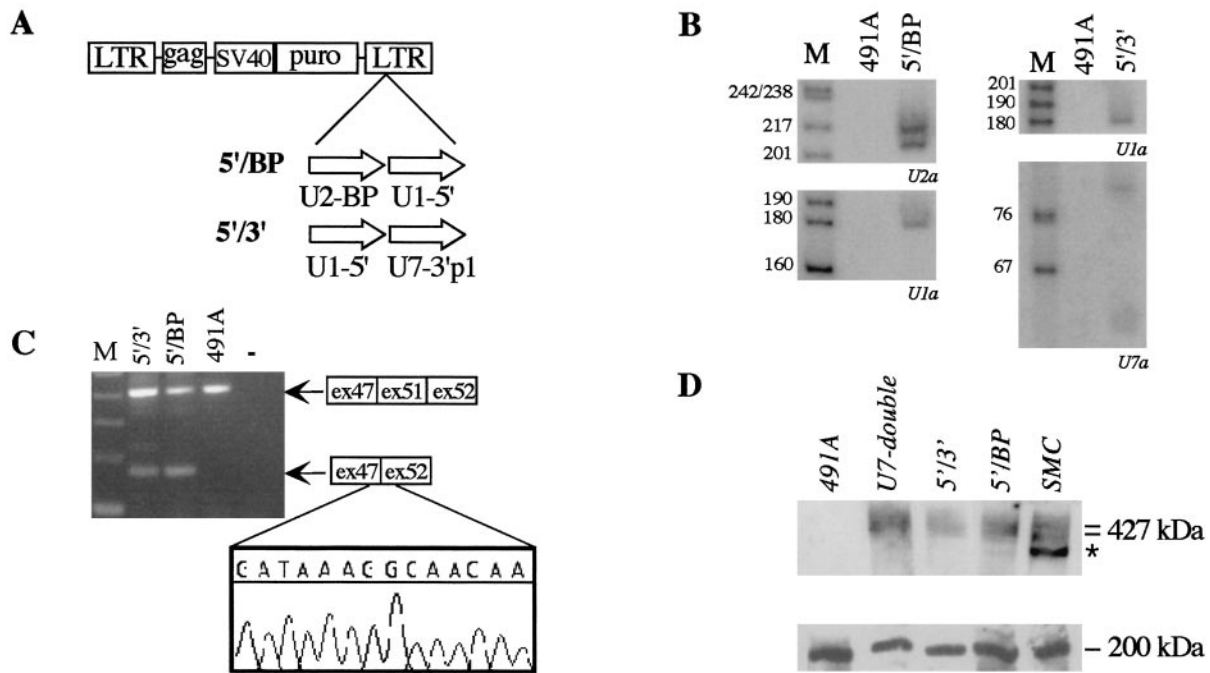 A
LTR gag SV40 puro LTR
5'/BP
U2-BP U1-5'
5'/3'
U1-5' U7-3'p1
B
M 491A 5'/BP
242/238
217
201
U2a
190
180
160
U1a
M 491A 5'/3'
201
190
180
U1a
76
67
U7a
C
M 5'/3' 5'/BP 491A -
ex47 ex51 ex52
ex47 ex52
G A T A A A G G C A A C A A
D
491A U7-double 5'/3' 5'/BP SMC
= 427 kDa
*
- 200 kDa